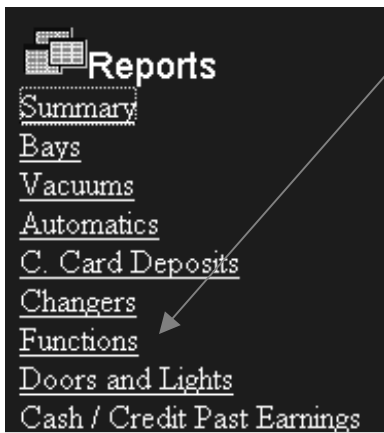 Reports
Summary
Bays
Vacuums
Automatics
C. Card Deposits
Changers
Functions
Doors and Lights
Cash / Credit Past Earnings